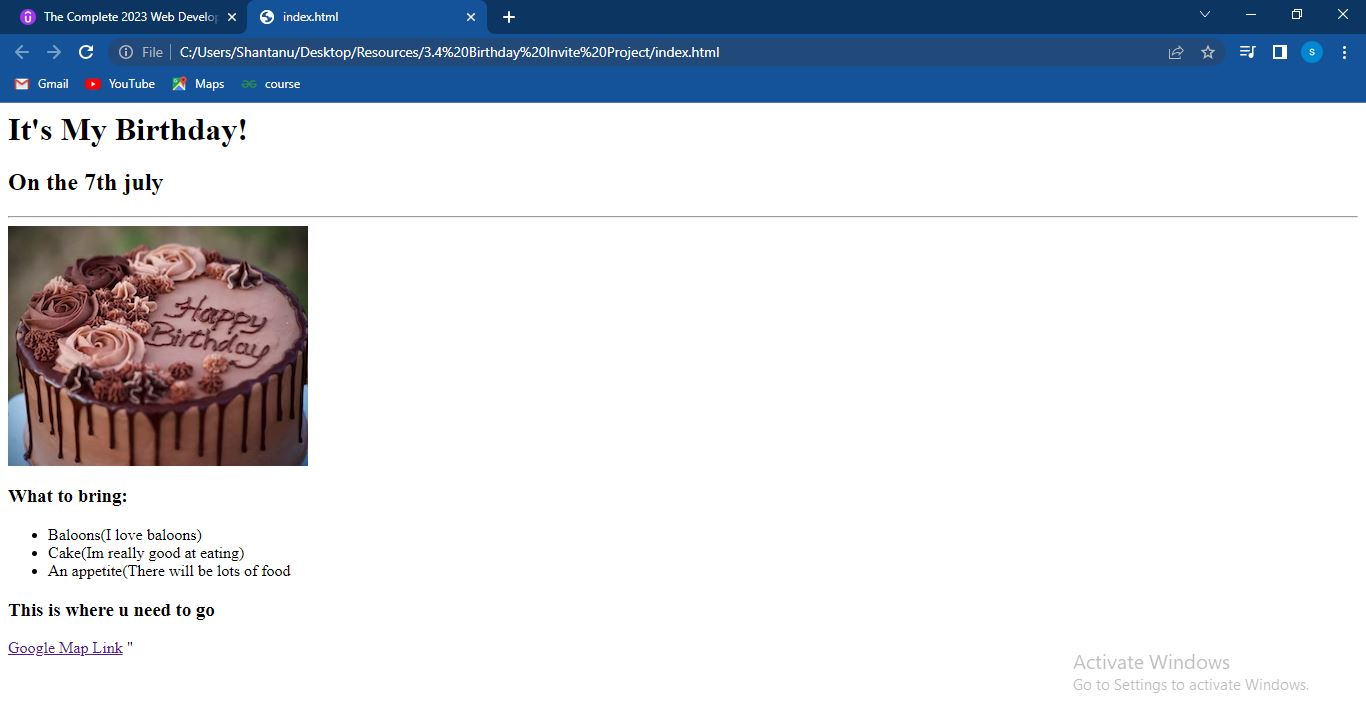 The Complete 2023 Web Develop
index.html
File
C:/Users/Shantanu/Desktop/Resources/3.4%20Birthday%20Invite%20Project/index.html
S
Gmail YouTube Maps course
It's My Birthday!
On the 7th july
Happy
Birthday
What to bring:
Baloons(I love baloons)
Cake(Im really good at eating)
An appetite(There will be lots of food
This is where u need to go
Google Map Link "
Activate Windows
Go to Settings to activate Windows.